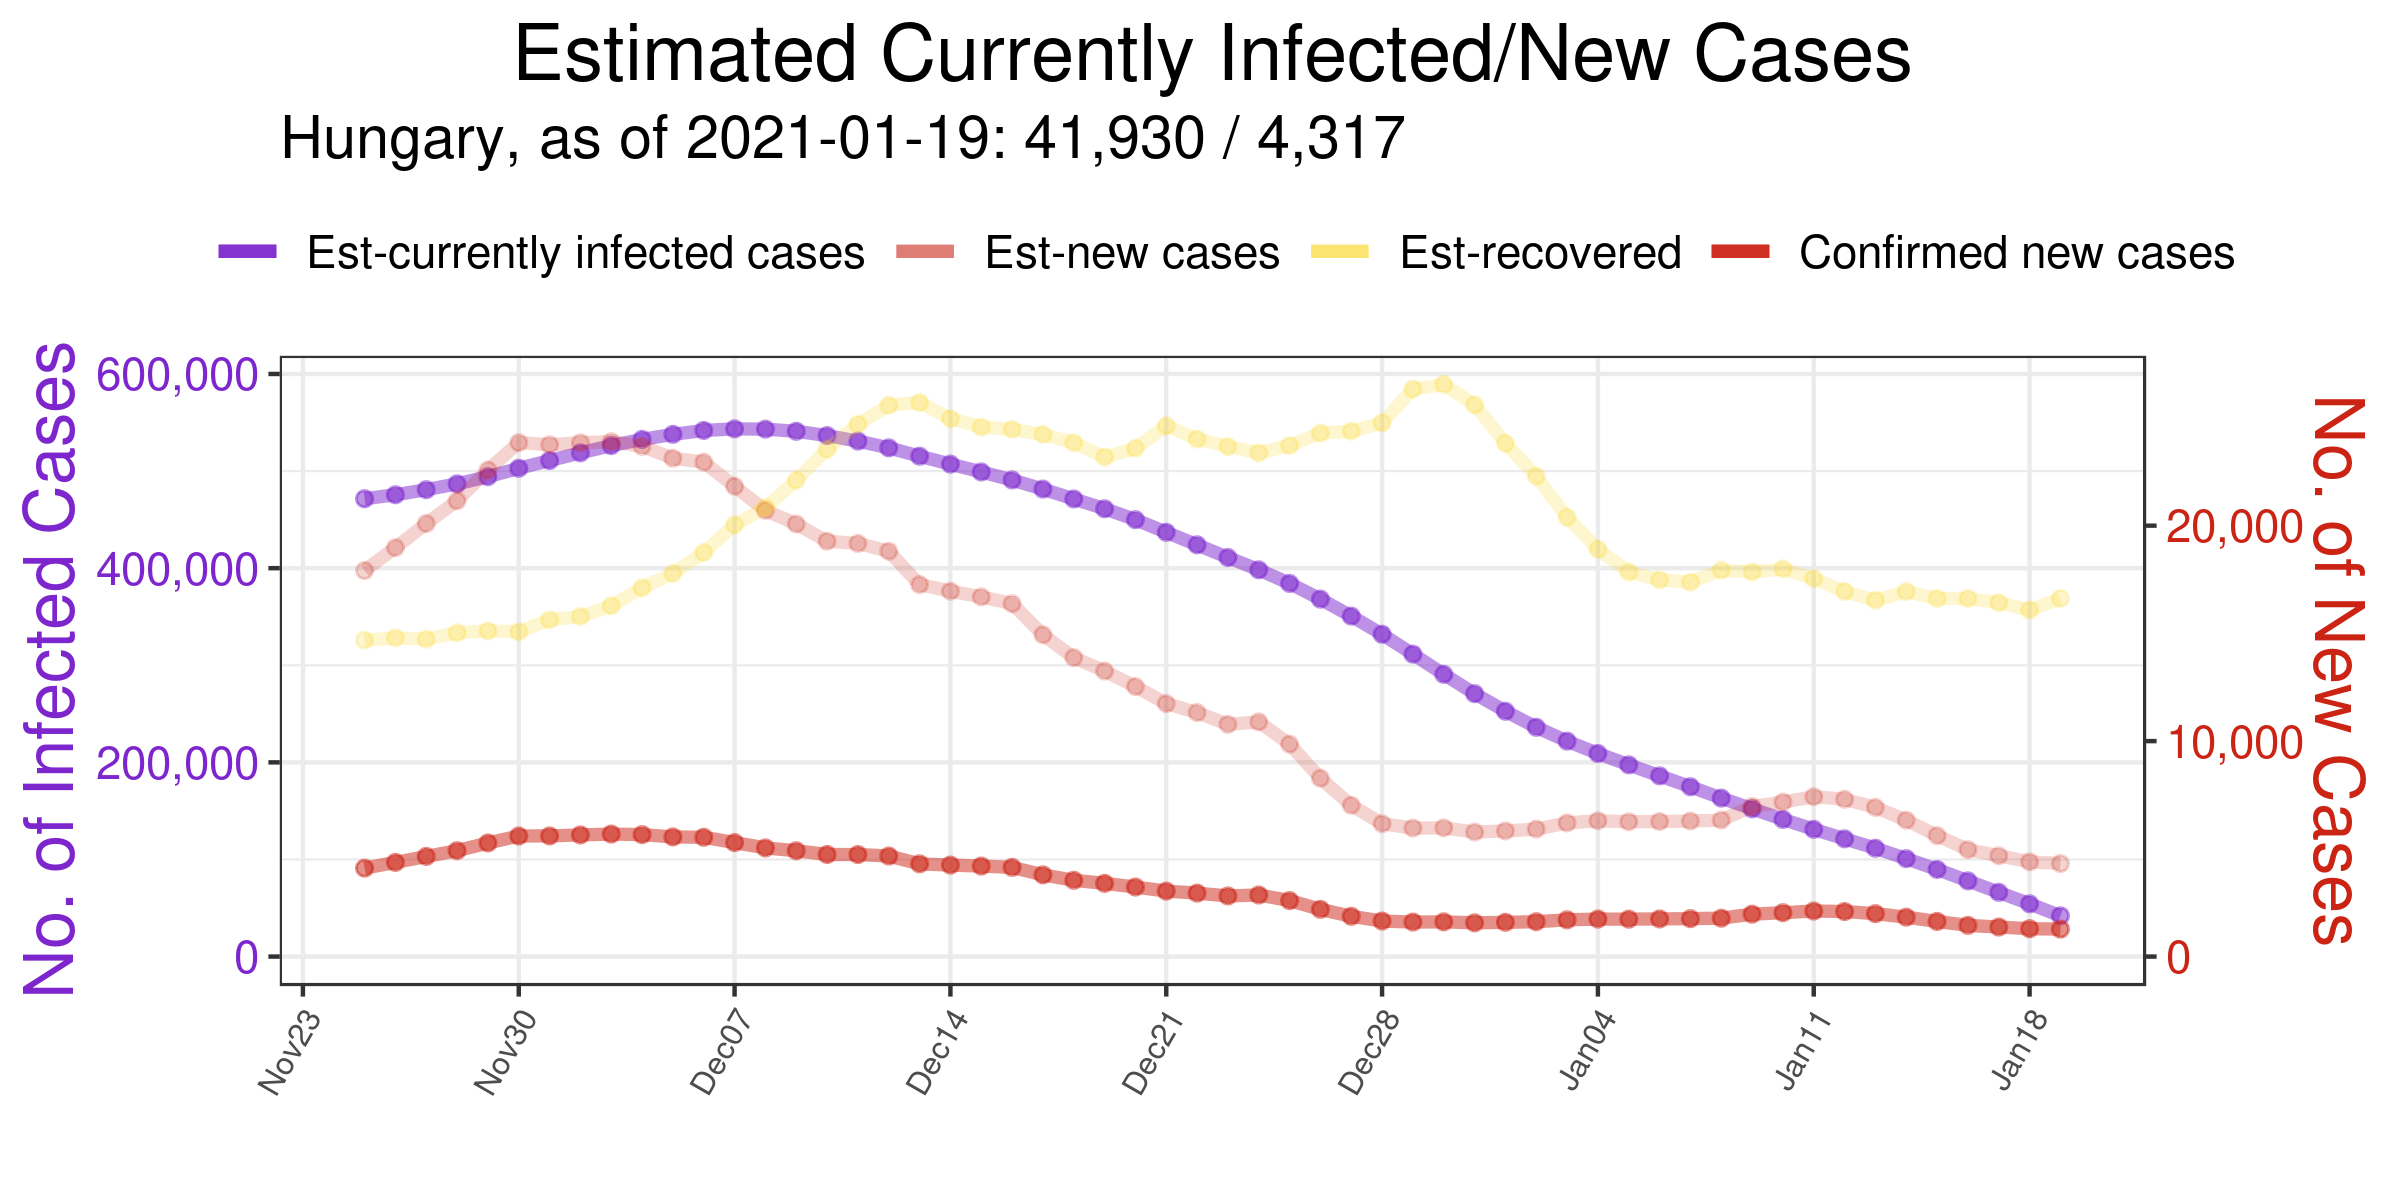 Estimated Currently Infected/New Cases
Hungary, as of 2021-01-19: 41,930 / 4,317
Est-currently infected cases Est-new cases Est-recovered Confirmed new cases
No. of Infected Cases
600,000
400,000
200,000
0
20,000
10,000
0
No. of New Cases
Nov23 Nov30 Dec07 Dec14 Dec21 Dec28 Jan04 Jan11 Jan18